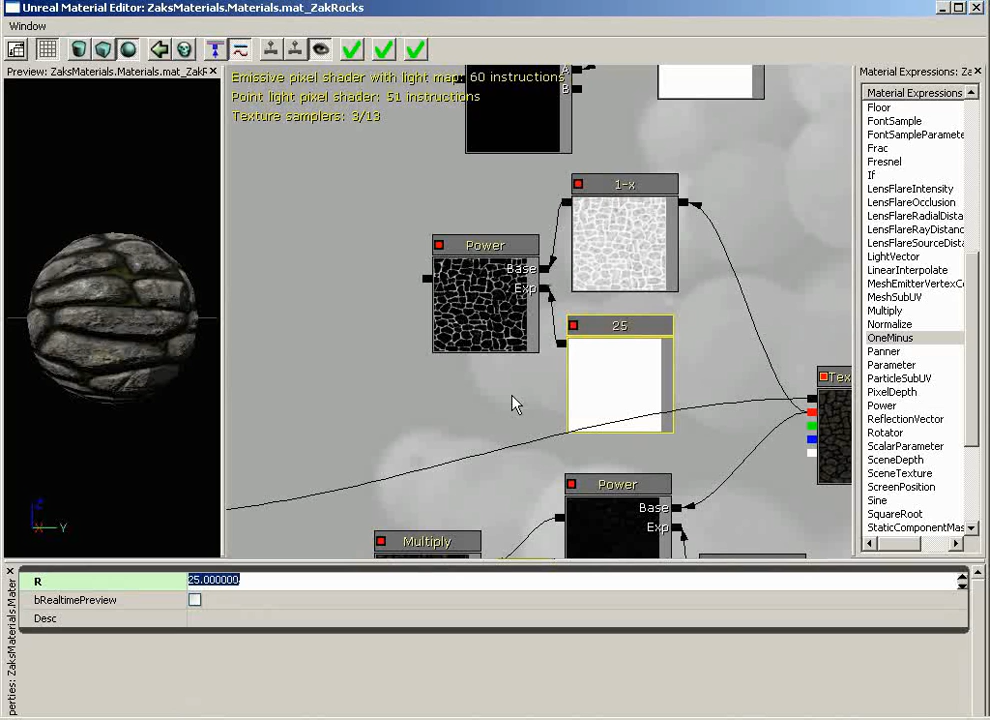 Unreal Material Editor: ZaksMaterials.Materials.mat_ZakRocks
Window
Preview: ZaksMaterials.Materials.mat_ZakF
Emissive pixel shader with light map: 60 instructions
Point light pixel shader: 51 instructions
Texture samplers: 3/13
A
B
1-x
Power
Base
Exp
25
Tex
Power
Base
Exp
Multiply
Z
X
Y
Material Expressions: Za
Material Expressions
Floor
FontSample
FontSampleParamete
Frac
Fresnel
If
LensFlareIntensity
LensFlareOcclusion
LensFlareRadialDista
LensFlareRayDistanc
LensFlareSourceDist
LightVector
LinearInterpolate
MeshEmitterVertexCo
MeshSubUV
Multiply
Normalize
OneMinus
Panner
Parameter
ParticleSubUV
PixelDepth
Power
ReflectionVector
Rotator
ScalarParameter
SceneDepth
SceneTexture
ScreenPosition
Sine
SquareRoot
StaticComponentMas
perties: ZaksMaterials.Mater
R
25.000000
bRealtimePreview
Desc